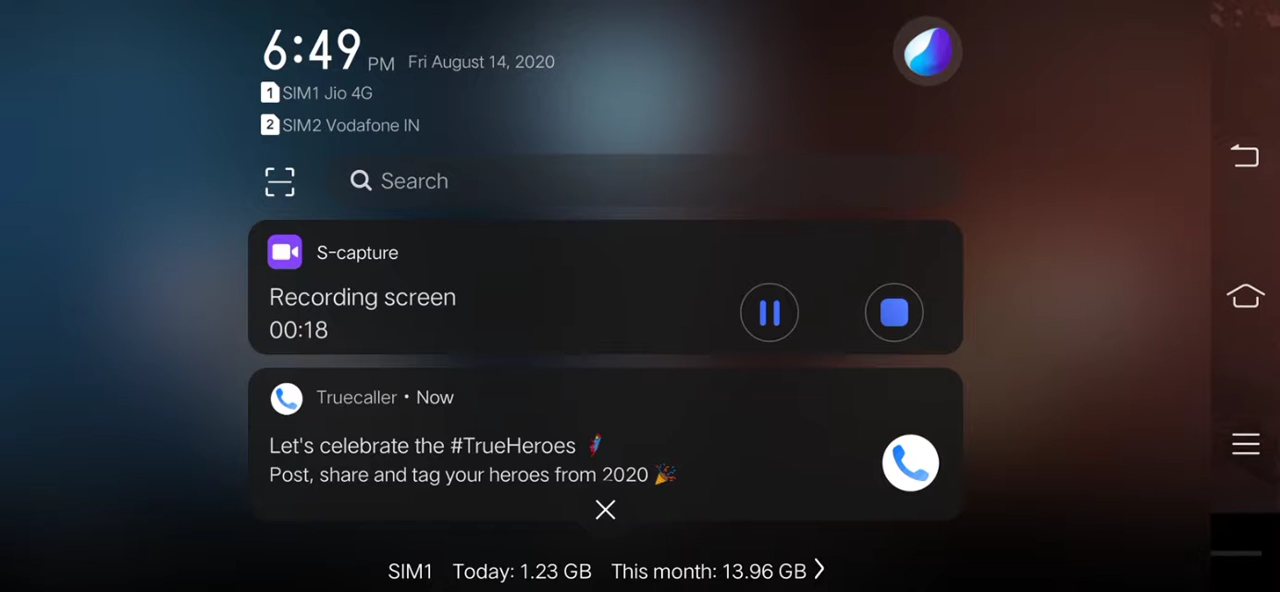 6:49 PM Fri August 14, 2020
1 SIM1 Jio 4G
2 SIM2 Vodafone IN
Search
S-capture
Recording screen
00:18
Truecaller • Now
Let's celebrate the #TrueHeroes
Post, share and tag your heroes from 2020 🎉
SIM1 Today: 1.23 GB This month: 13.96 GB